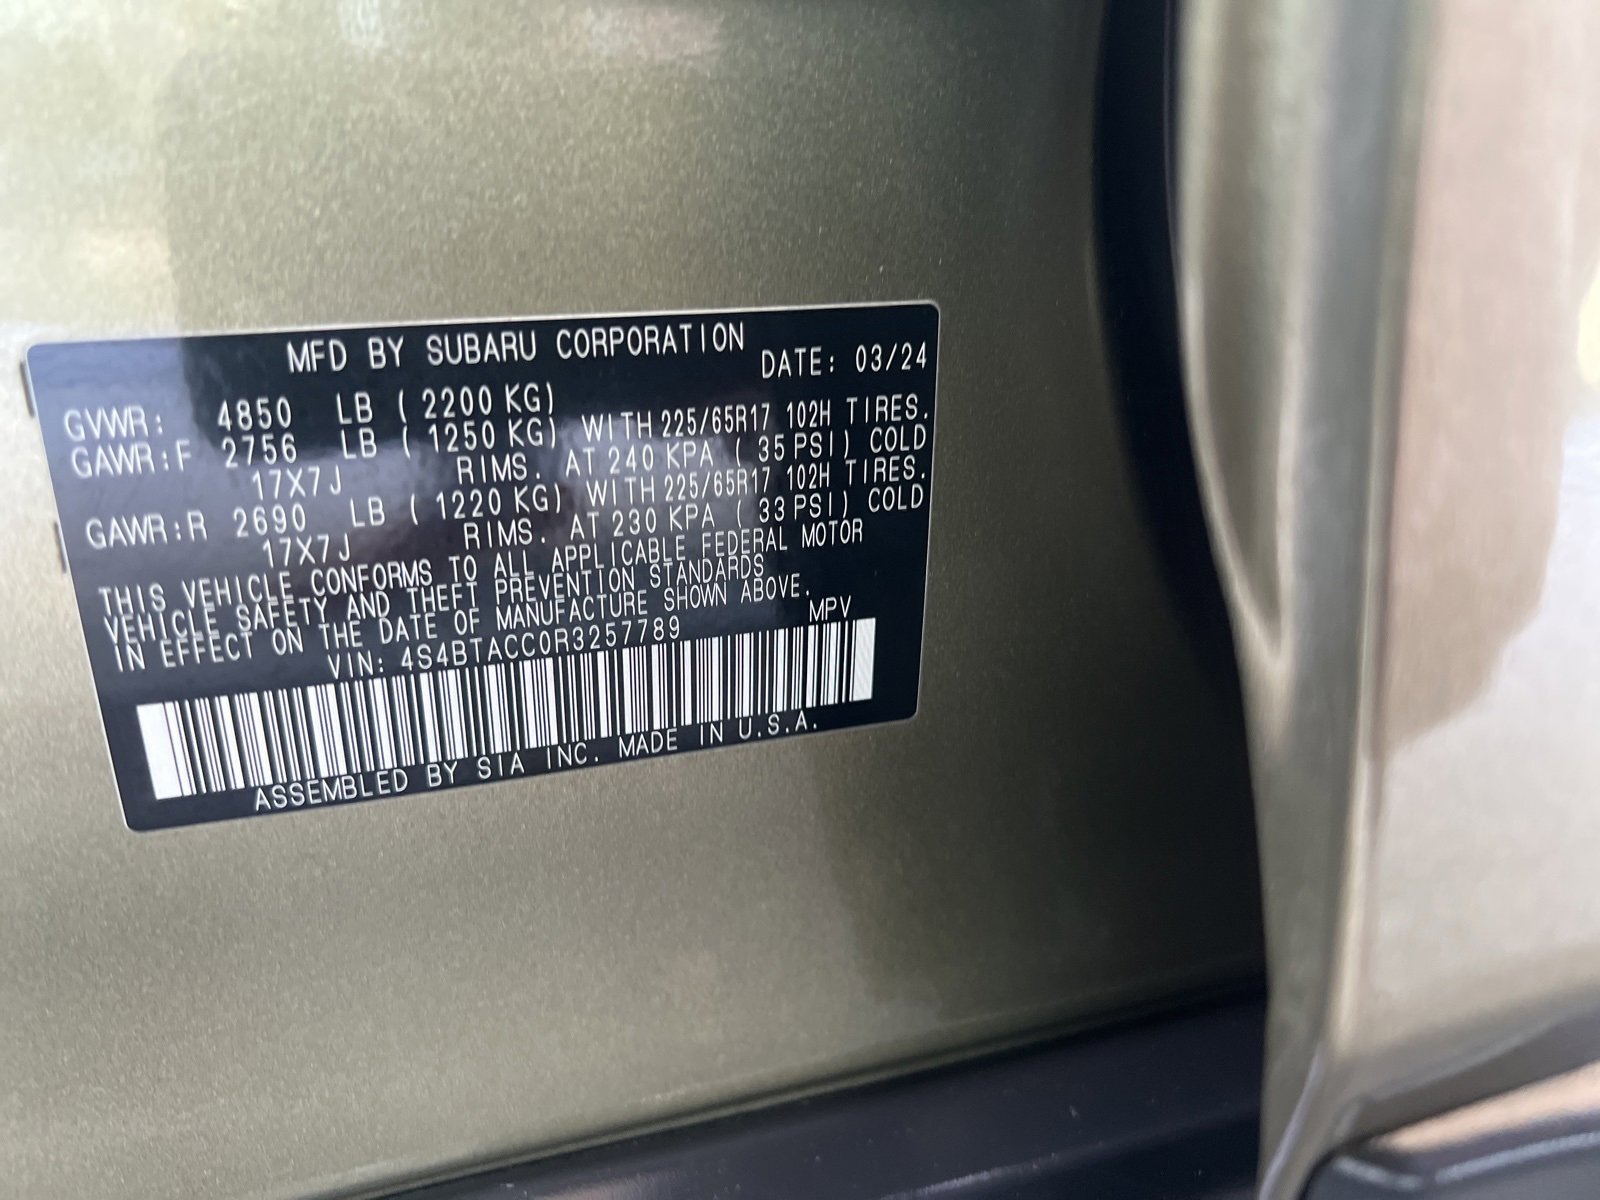 MFD BY SUBARU CORPORATION DATE: 03/24
GVWR: 4850 LB ( 2200 KG)
GAWR:F 2756 LB ( 1250 KG) WITH 225/65R17 102H TIRES.
17X7J RIMS. AT 240 KPA ( 35 PSI) COLD
GAWR:R 2690 LB ( 1220 KG) WITH 225/65R17 102H TIRES.
17X7J RIMS. AT 230 KPA ( 33 PSI) COLD
THIS VEHICLE CONFORMS TO ALL APPLICABLE FEDERAL MOTOR
VEHICLE SAFETY AND THEFT PREVENTION STANDARDS
IN EFFECT ON THE DATE OF MANUFACTURE SHOWN ABOVE.
VIN: 4S4BTACC0R3257789 MPV
ASSEMBLED BY SIA INC. MADE IN U.S.A.